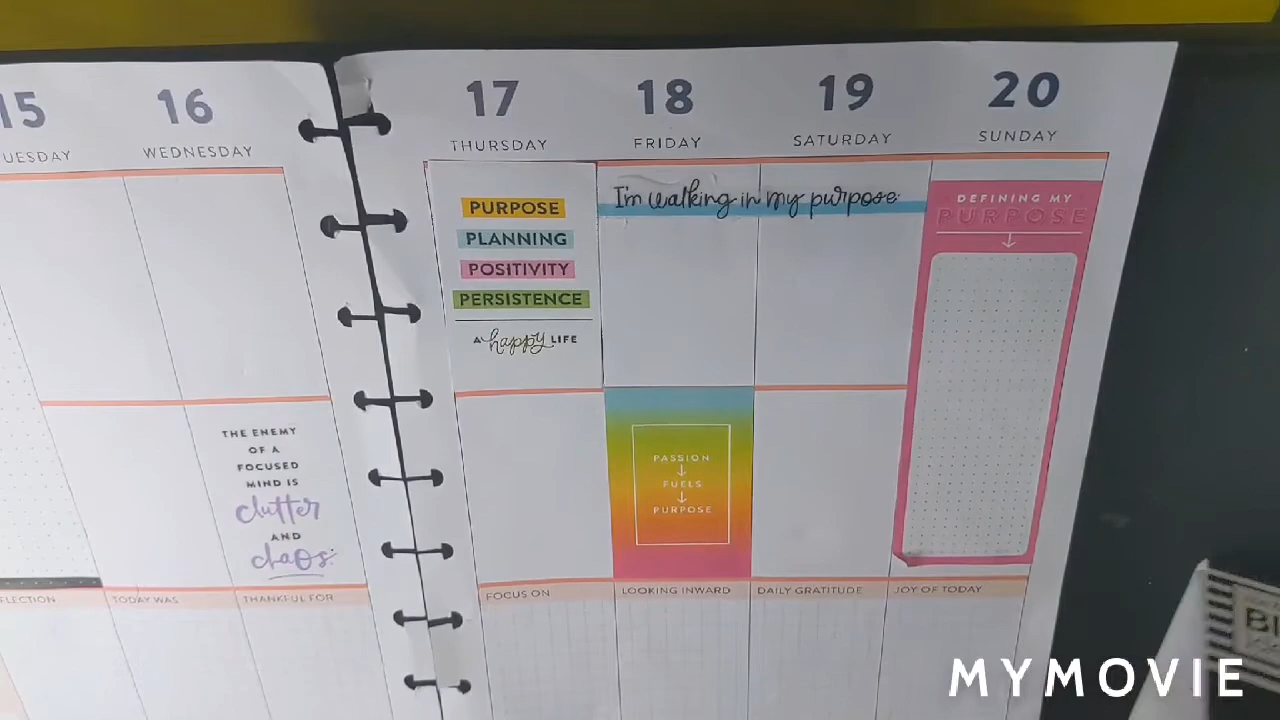 15
16
17
18
19
20
WEDNESDAY
THURSDAY
FRIDAY
SATURDAY
SUNDAY
PURPOSE
PLANNING
POSITIVITY
PERSISTENCE
A happy LIFE
I'm walking in my purpose
DEFINING MY
PURPOSE
THE ENEMY
OF A
FOCUSED
MIND IS
clutter
AND
chaos.
PASSION
FUELS
PURPOSE
TODAY WAS
THANKFUL FOR
FOCUS ON
LOOKING INWARD
DAILY GRATITUDE
JOY OF TODAY
MYMOVIE